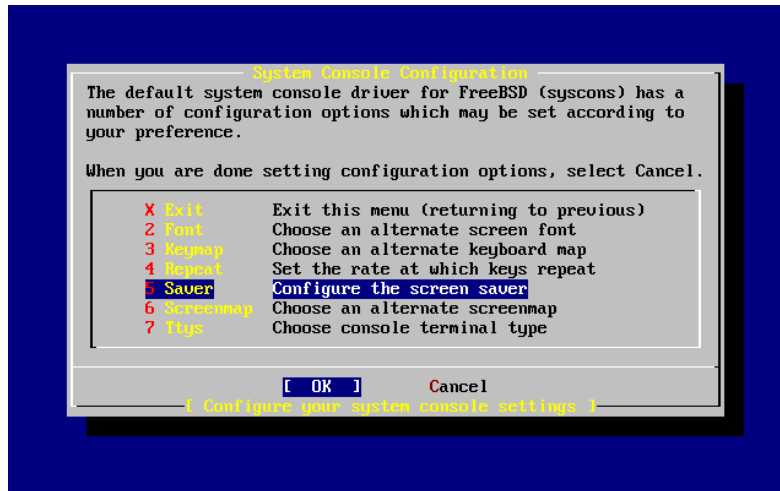 System Console Configuration
The default system console driver for FreeBSD (syscons) has a
number of configuration options which may be set according to
your preference.
When you are done setting configuration options, select Cancel.
X Exit Exit this menu (returning to previous)
2 Font Choose an alternate screen font
3 Keymap Choose an alternate keyboard map
4 Repeat Set the rate at which keys repeat
5 Saver Configure the screen saver
6 Screenmap Choose an alternate screenmap
7 Ttys Choose console terminal type
[ OK ] Cancel
[ Configure your system console settings ]